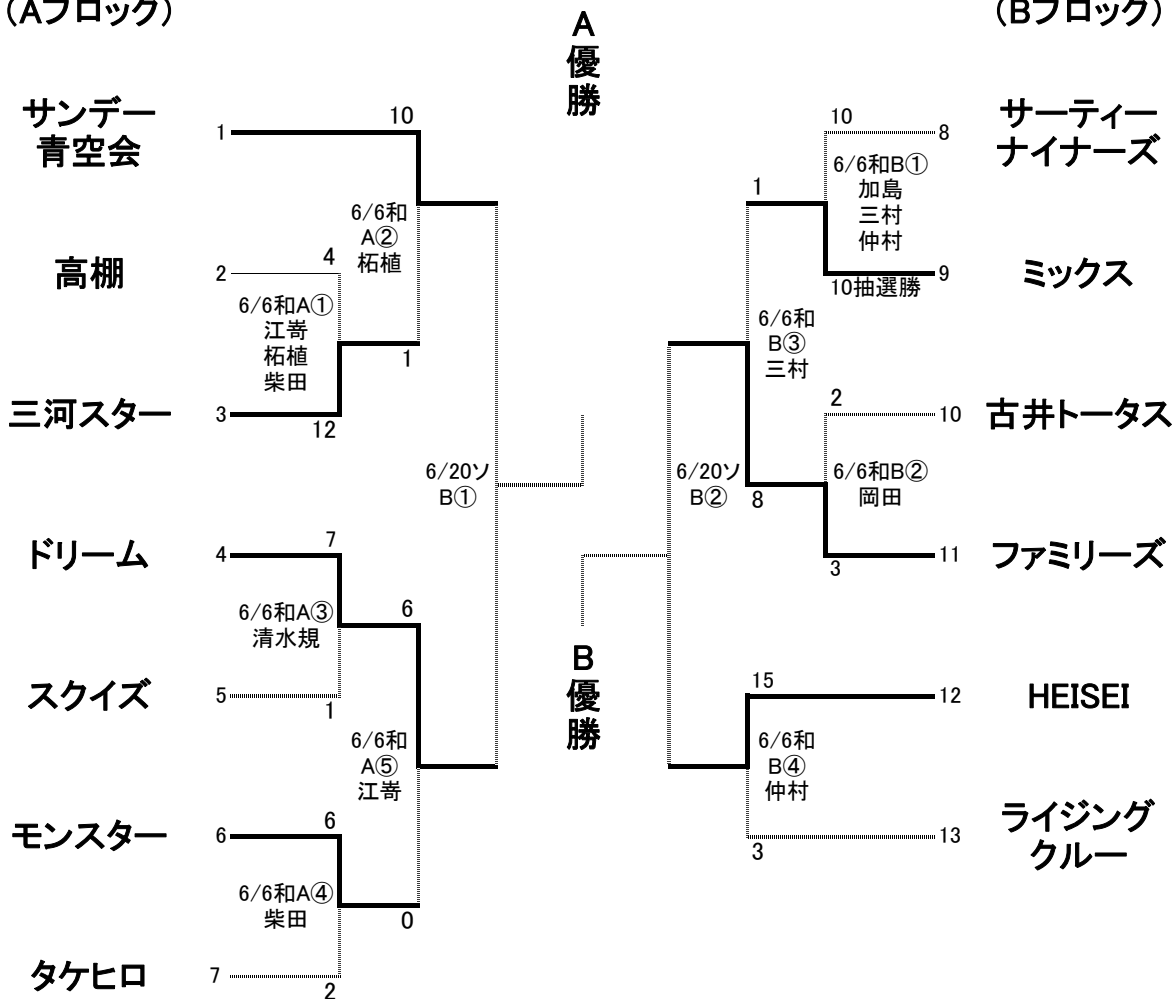 (Aブロック)
(Bブロック)
A
優
勝
サンデー
青空会
1
10
6/6和
A②
柘植
高棚
2
4
6/6和A①
江嵜
柘植
柴田
1
三河スター
3
12
6/20ソ
B①
ドリーム
4
7
6/6和A③
清水規
6
スクイズ
5
1
6/6和
A⑤
江嵜
モンスター
6
6
6/6和A④
柴田
0
タケヒロ
7
2
10
8
サーティー
ナイナーズ
6/6和B①
加島
三村
仲村
1
9
ミックス
10抽選勝
6/6和
B③
三村
2
10
古井トータス
6/6和B②
岡田
6/20ソ
B②
8
11
ファミリーズ
3
B
優
勝
15
12
HEISEI
6/6和
B④
仲村
13
ライジング
クルー
3